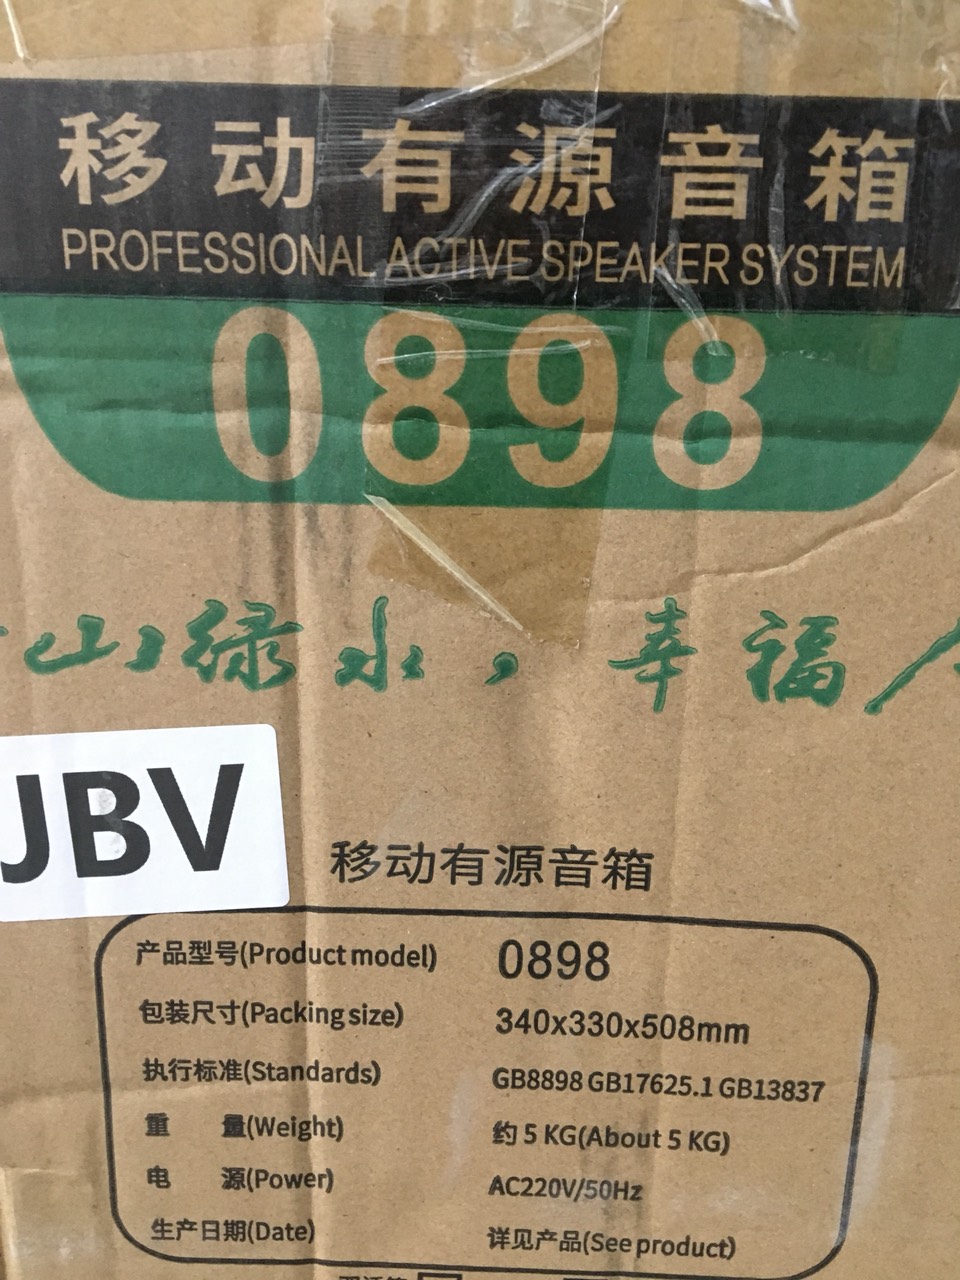 移动有源音箱
PROFESSIONAL ACTIVE SPEAKER SYSTEM
0898
山绿水,幸福
JBV
移动有源音箱
产品型号(Product model) 0898
包装尺寸(Packing size) 340x330x508mm
执行标准(Standards) GB8898 GB17625.1 GB13837
重 量(Weight) 约 5 KG(About 5 KG)
电 源(Power) AC220V/50Hz
生产日期(Date) 详见产品(See product)